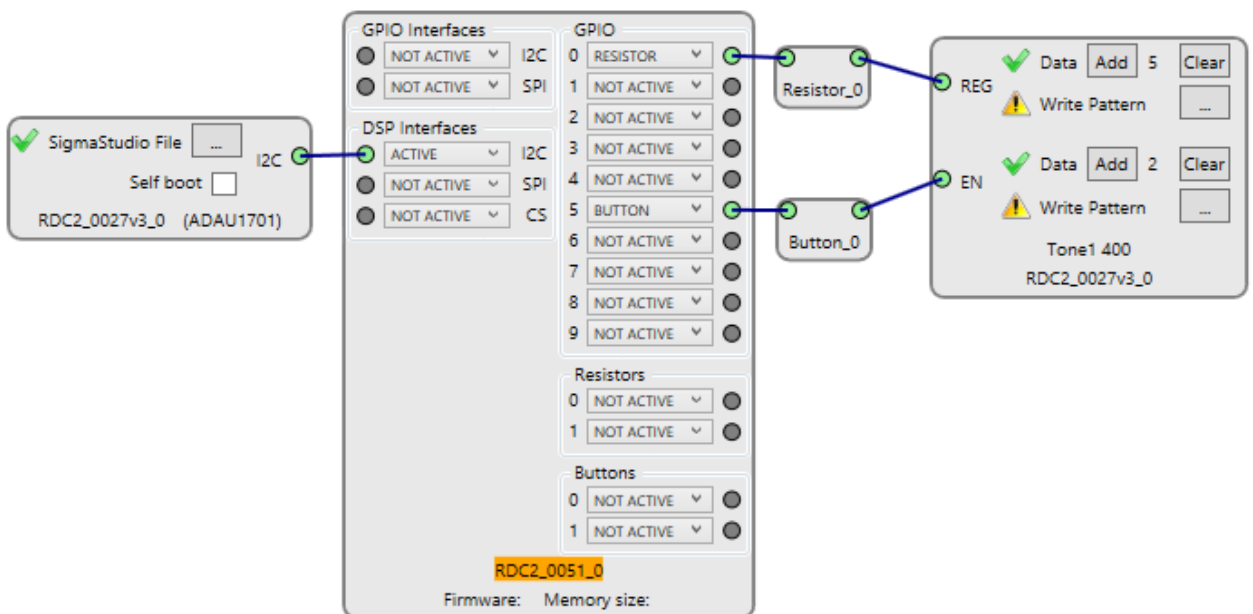 SigmaStudio File ...
I2C
Self boot
RDC2_0027v3_0 (ADAU1701)
GPIO Interfaces
NOT ACTIVE I2C
NOT ACTIVE SPI
DSP Interfaces
ACTIVE I2C
NOT ACTIVE SPI
NOT ACTIVE CS
GPIO
0 RESISTOR
1 NOT ACTIVE
2 NOT ACTIVE
3 NOT ACTIVE
4 NOT ACTIVE
5 BUTTON
6 NOT ACTIVE
7 NOT ACTIVE
8 NOT ACTIVE
9 NOT ACTIVE
Resistors
0 NOT ACTIVE
1 NOT ACTIVE
Buttons
0 NOT ACTIVE
1 NOT ACTIVE
RDC2_0051_0
Firmware: Memory size:
Resistor_0
Button_0
REG
Data Add 5 Clear
Write Pattern ...
EN
Data Add 2 Clear
Write Pattern ...
Tone1 400
RDC2_0027v3_0